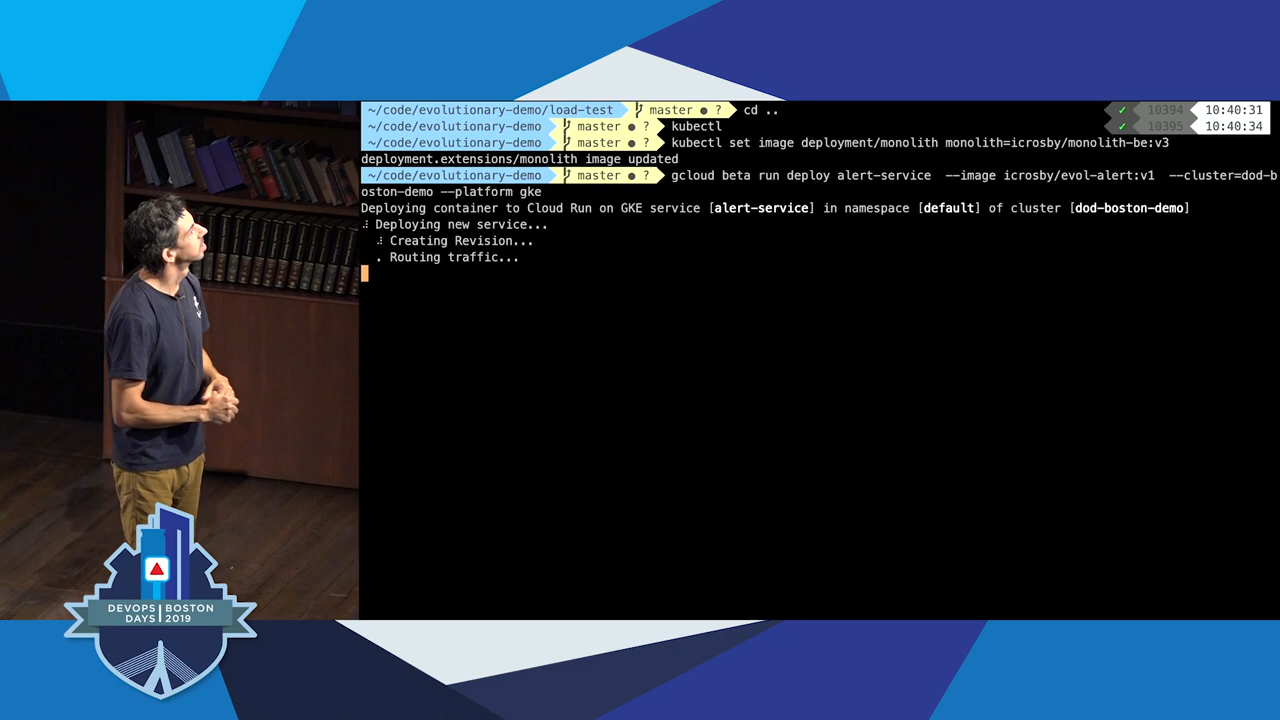 ~/code/evolutionary-demo/load-test master ● ? cd .. ✓ 10394 10:40:31
~/code/evolutionary-demo master ● ? kubectl ✓ 10395 10:40:34
~/code/evolutionary-demo master ● ? kubectl set image deployment/monolith monolith=icrosby/monolith-be:v3
deployment.extensions/monolith image updated
~/code/evolutionary-demo master ● ? gcloud beta run deploy alert-service --image icrosby/evol-alert:v1 --cluster=dod-b
oston-demo --platform gke
Deploying container to Cloud Run on GKE service [alert-service] in namespace [default] of cluster [dod-boston-demo]
Deploying new service...
Creating Revision...
. Routing traffic...
DEVOPS BOSTON
DAYS 2019